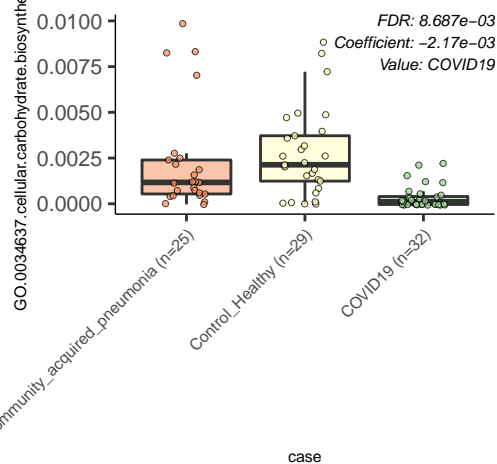 FDR: 8.687e−03
Coefficient: −2.17e−03
Value: COVID19
GO.0034637.cellular.carbohydrate.biosynthe
0.0100
0.0075
0.0050
0.0025
0.0000
ommunity_acquired_pneumonia (n=25)
Control_Healthy (n=29)
COVID19 (n=32)
case